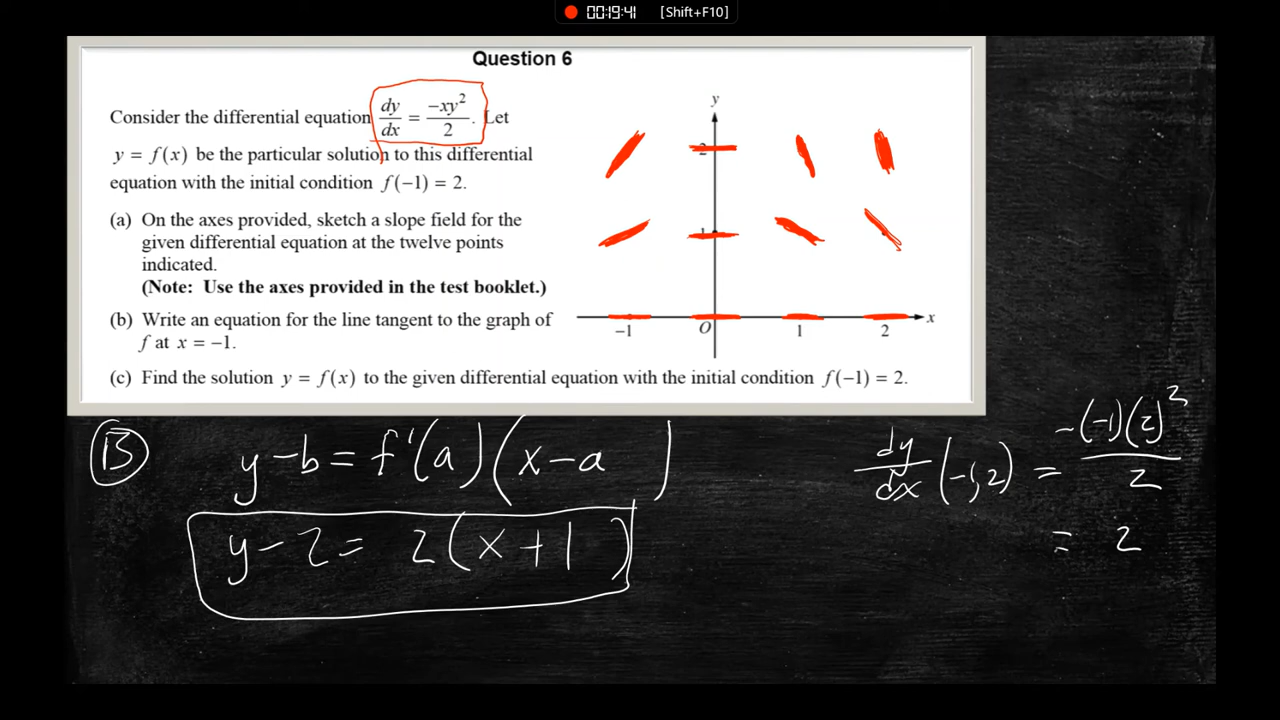 00:19:41 [Shift+F10]
Question 6
Consider the differential equation dy/dx = -xy²/2. Let
y = f(x) be the particular solution to this differential
equation with the initial condition f(−1) = 2.
(a) On the axes provided, sketch a slope field for the
given differential equation at the twelve points
indicated.
(Note: Use the axes provided in the test booklet.)
(b) Write an equation for the line tangent to the graph of
f at x = −1.
(c) Find the solution y = f(x) to the given differential equation with the initial condition f(−1) = 2.
y
2
1
−1 O 1 2 x
B y-b = f'(a)(x-a)
y-2 = 2(x+1)
dy/dx (-1,2) = -(-1)(2)²/2
= 2